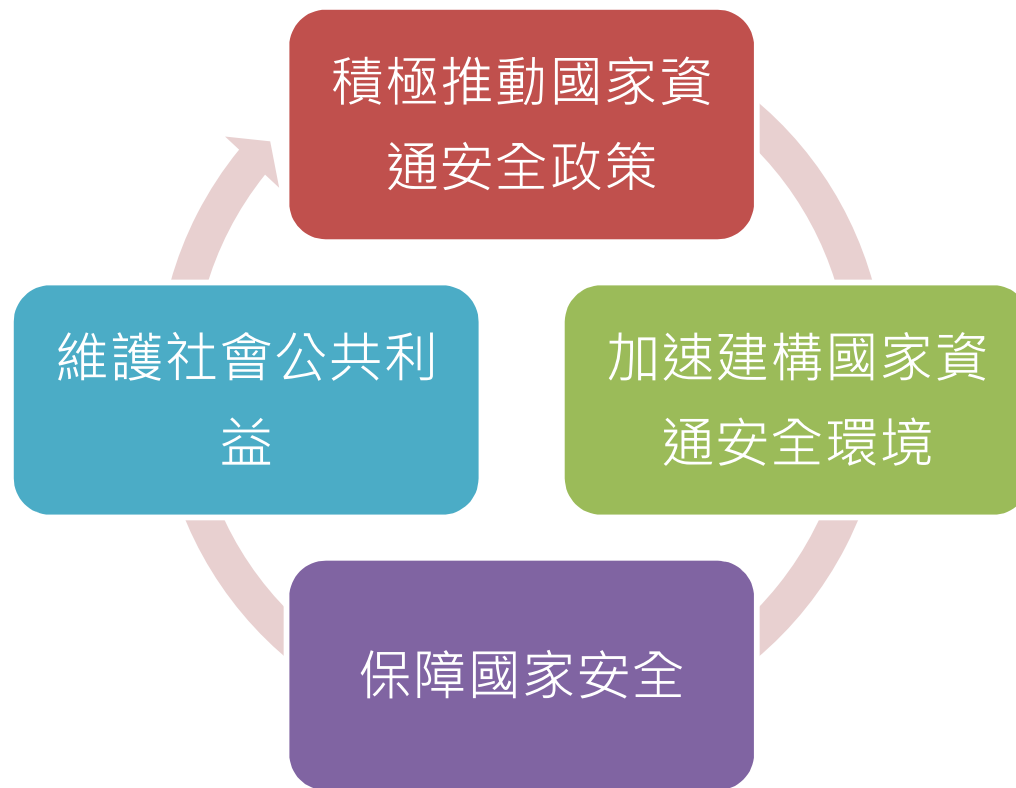 積極推動國家資
通安全政策
加速建構國家資
通安全環境
保障國家安全
維護社會公共利
益